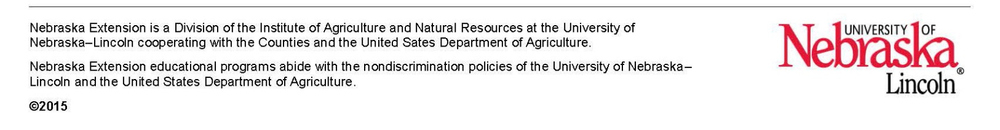 Nebraska Extension is a Division of the Institute of Agriculture and Natural Resources at the University of
Nebraska–Lincoln cooperating with the Counties and the United Sates Department of Agriculture.
Nebraska Extension educational programs abide with the nondiscrimination policies of the University of Nebraska–
Lincoln and the United States Department of Agriculture.
©2015
UNIVERSITY OF
Nebraska
Lincoln®